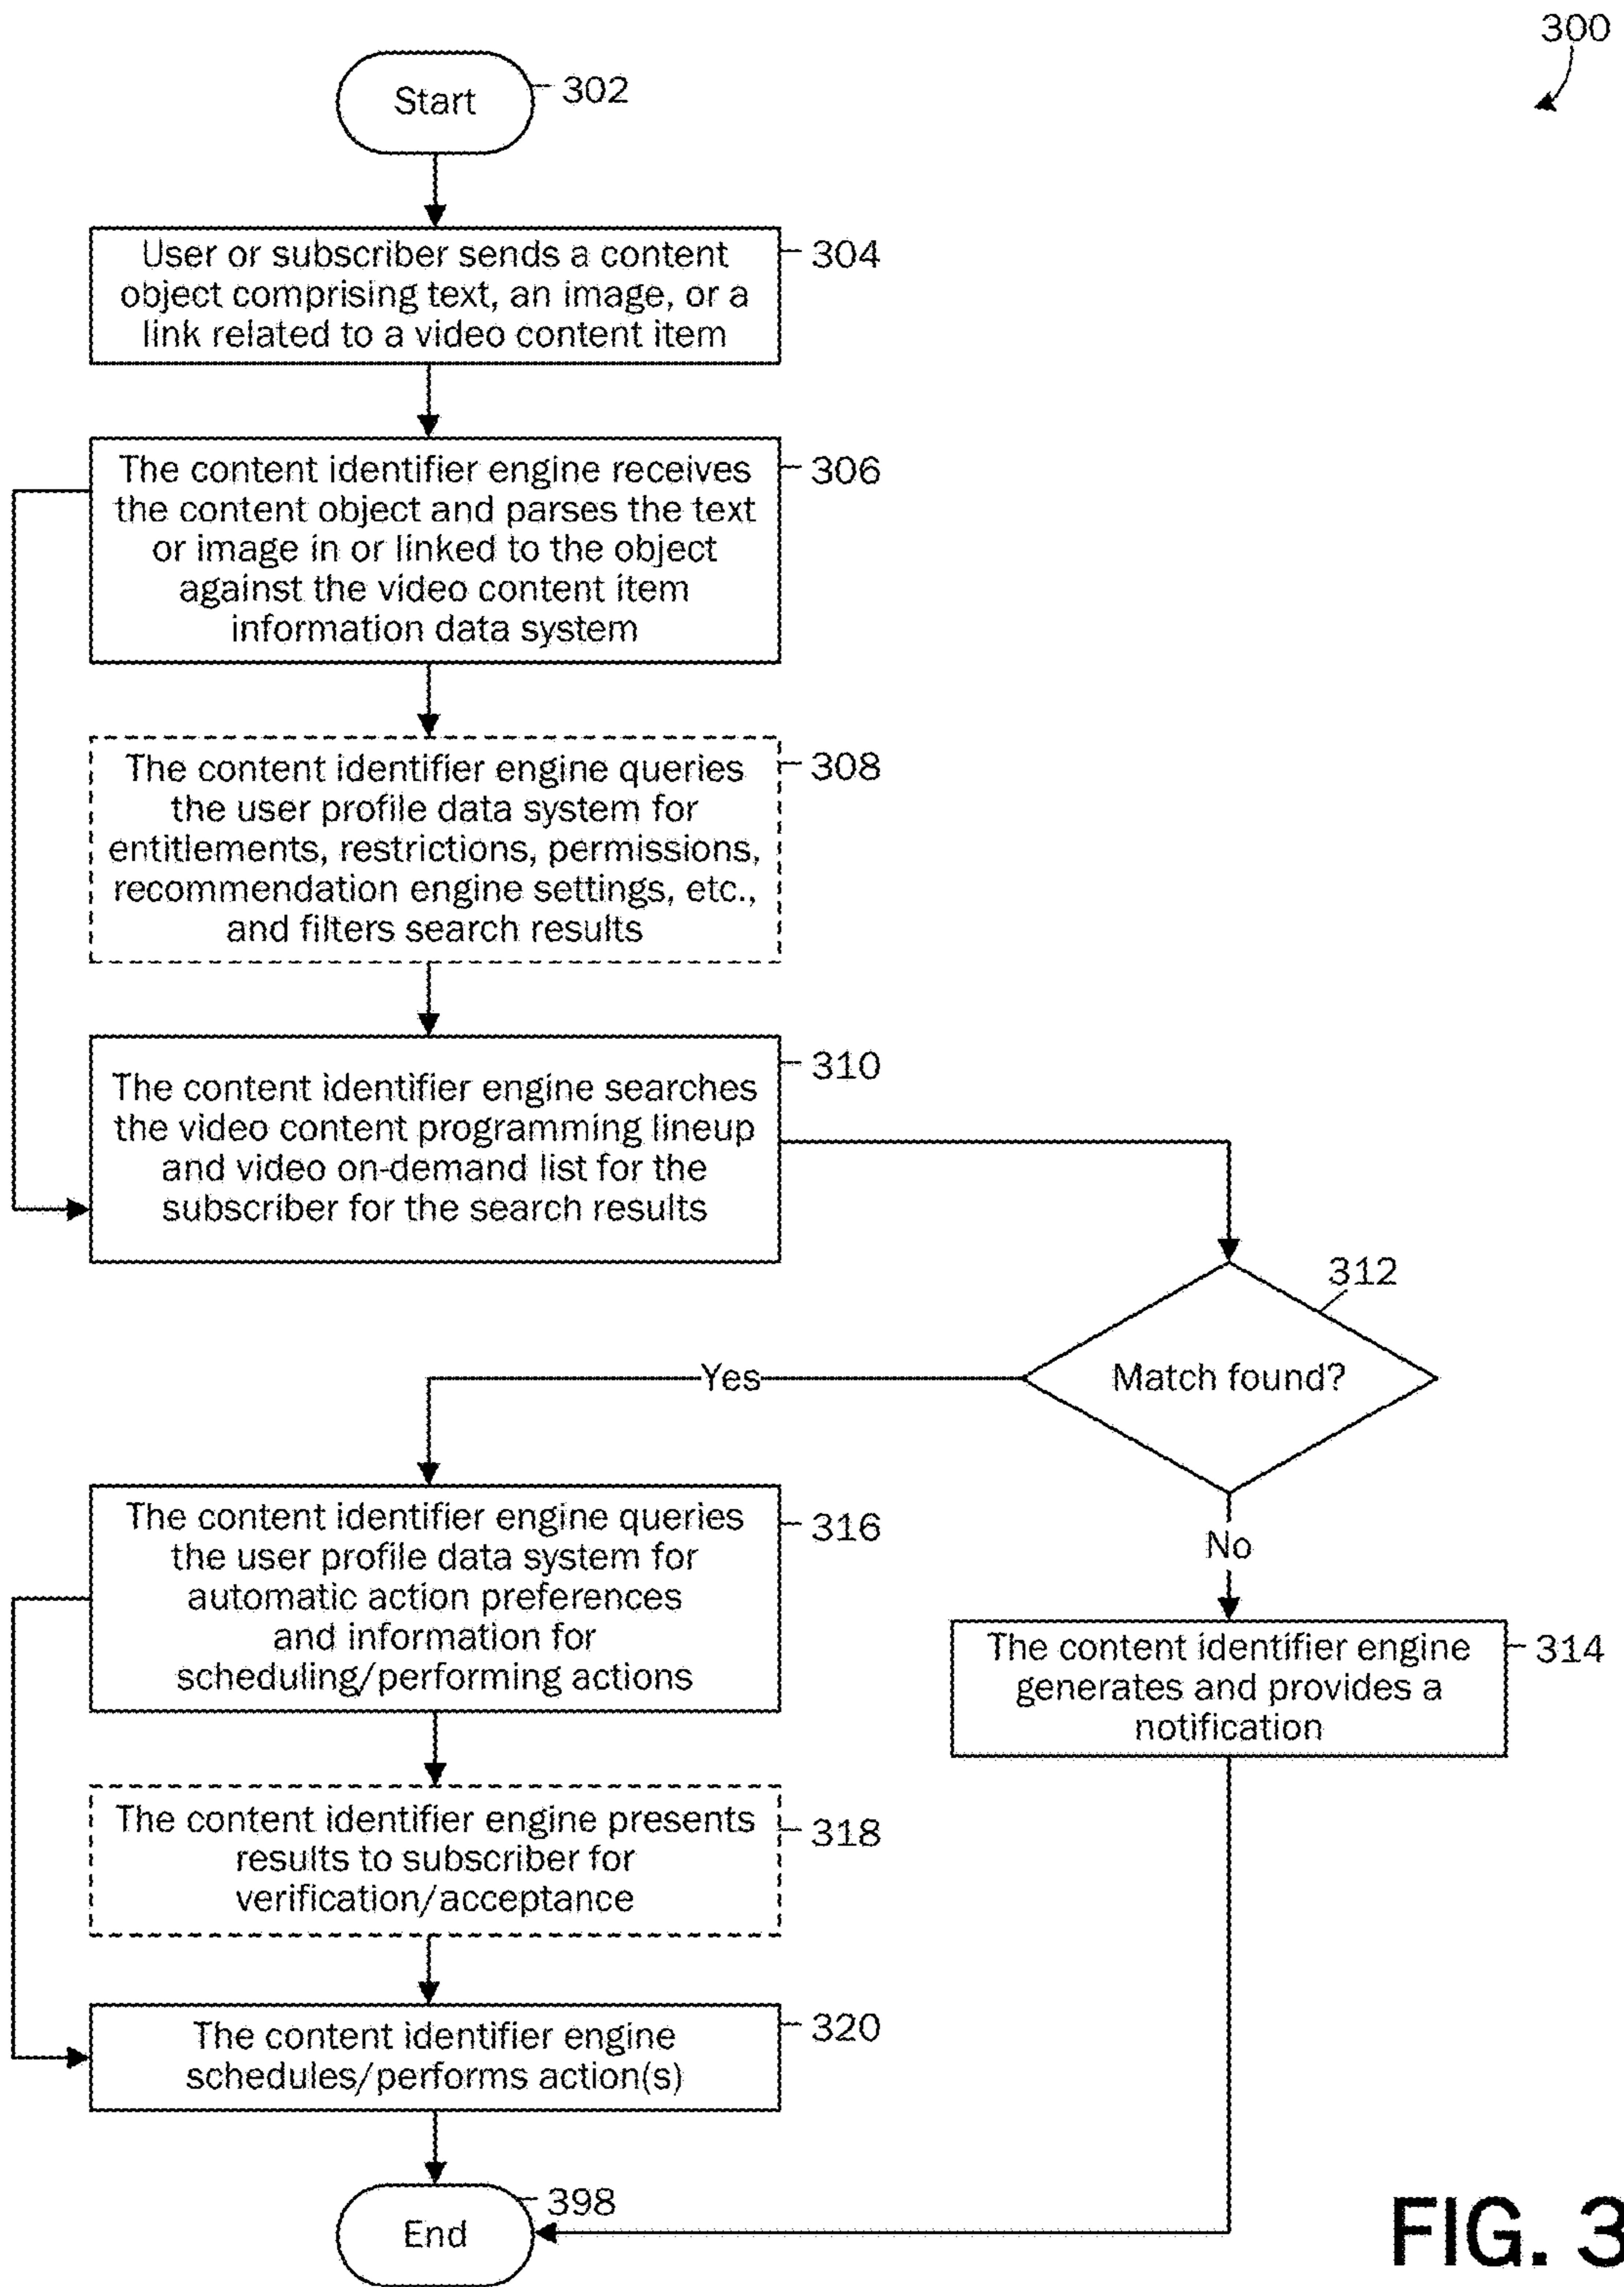 300
Start
302
User or subscriber sends a content
object comprising text, an image, or a
link related to a video content item
304
The content identifier engine receives
the content object and parses the text
or image in or linked to the object
against the video content item
information data system
306
The content identifier engine queries
the user profile data system for
entitlements, restrictions, permissions,
recommendation engine settings, etc.,
and filters search results
308
The content identifier engine searches
the video content programming lineup
and video on-demand list for the
subscriber for the search results
310
312
Match found?
Yes
No
The content identifier engine
generates and provides a
notification
314
The content identifier engine queries
the user profile data system for
automatic action preferences
and information for
scheduling/performing actions
316
The content identifier engine presents
results to subscriber for
verification/acceptance
318
The content identifier engine
schedules/performs action(s)
320
End
398
FIG. 3